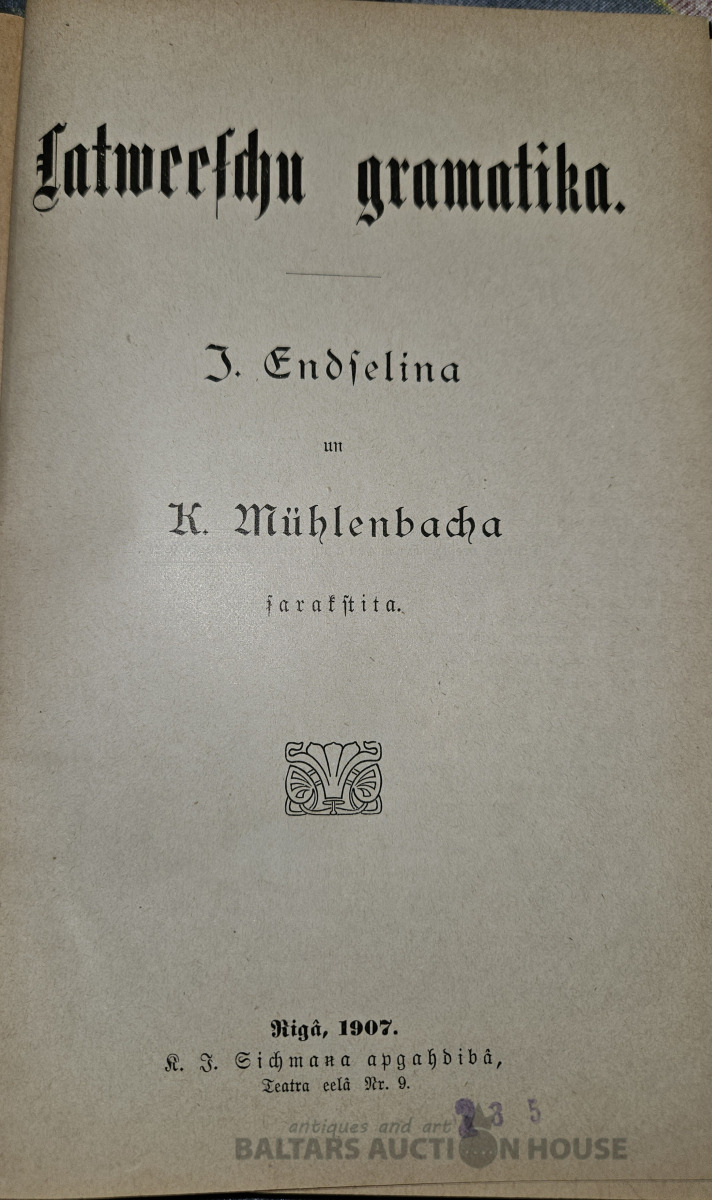 Latweeſchu gramatika.
J. Endſelina
un
K. Mühlenbacha
ſarakſtita.
Rigâ, 1907.
K. J. Sichmana apgahdibâ,
Teatra eelâ Nr. 9.
235
antiques and art
BALTARS AUCTION HOUSE